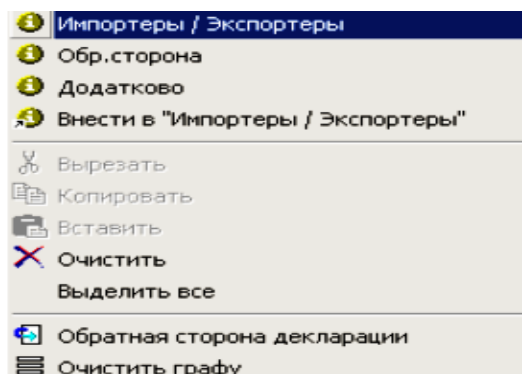 Импортеры / Экспортеры
Обр.сторона
Додатково
Внести в "Импортеры / Экспортеры"
Вырезать
Копировать
Вставить
Очистить
Выделить все
Обратная сторона декларации
Очистить графу